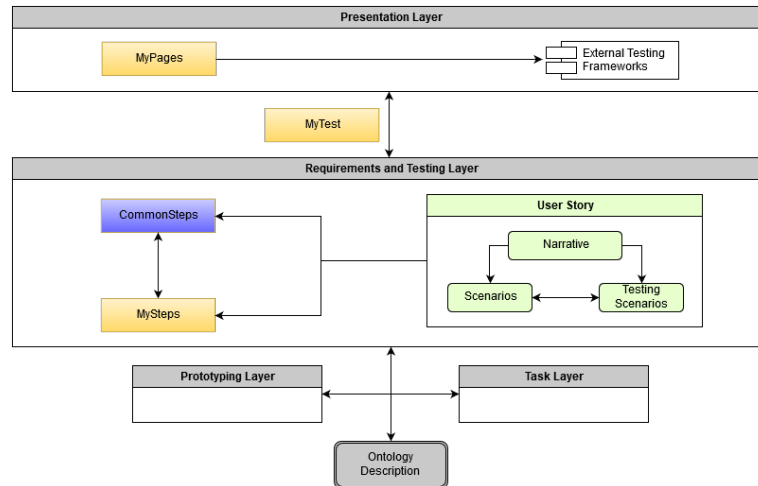 Presentation Layer
MyPages
External Testing
Frameworks
MyTest
Requirements and Testing Layer
CommonSteps
User Story
Narrative
Scenarios
Testing
Scenarios
MySteps
Prototyping Layer
Task Layer
Ontology
Description